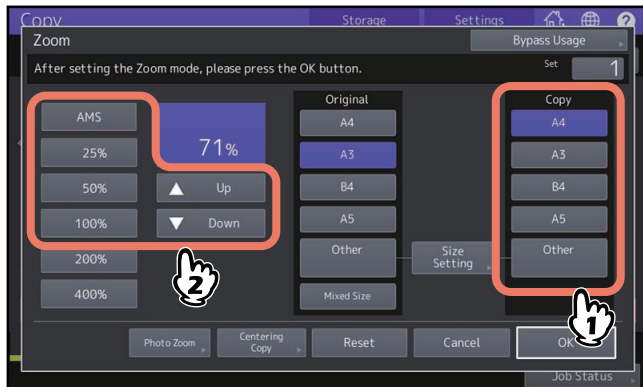 Copy
Storage
Settings
?
Zoom
Bypass Usage
After setting the Zoom mode, please press the OK button.
Set
1
AMS
25%
50%
100%
200%
400%
71%
Up
Down
2
Original
A4
A3
B4
A5
Other
Mixed Size
Size
Setting
Copy
A4
A3
B4
A5
Other
1
Photo Zoom
Centering
Copy
Reset
Cancel
OK
Job Status